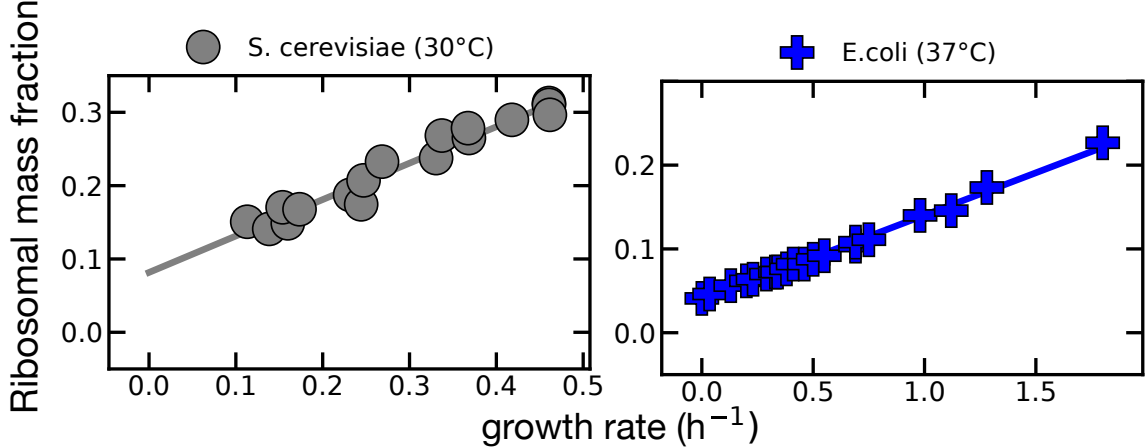 S. cerevisiae (30°C)
E.coli (37°C)
Ribosomal mass fraction
0.3
0.2
0.1
0.0
0.0 0.1 0.2 0.3 0.4 0.5
0.2
0.1
0.0
0.0 0.5 1.0 1.5
growth rate (h⁻¹)